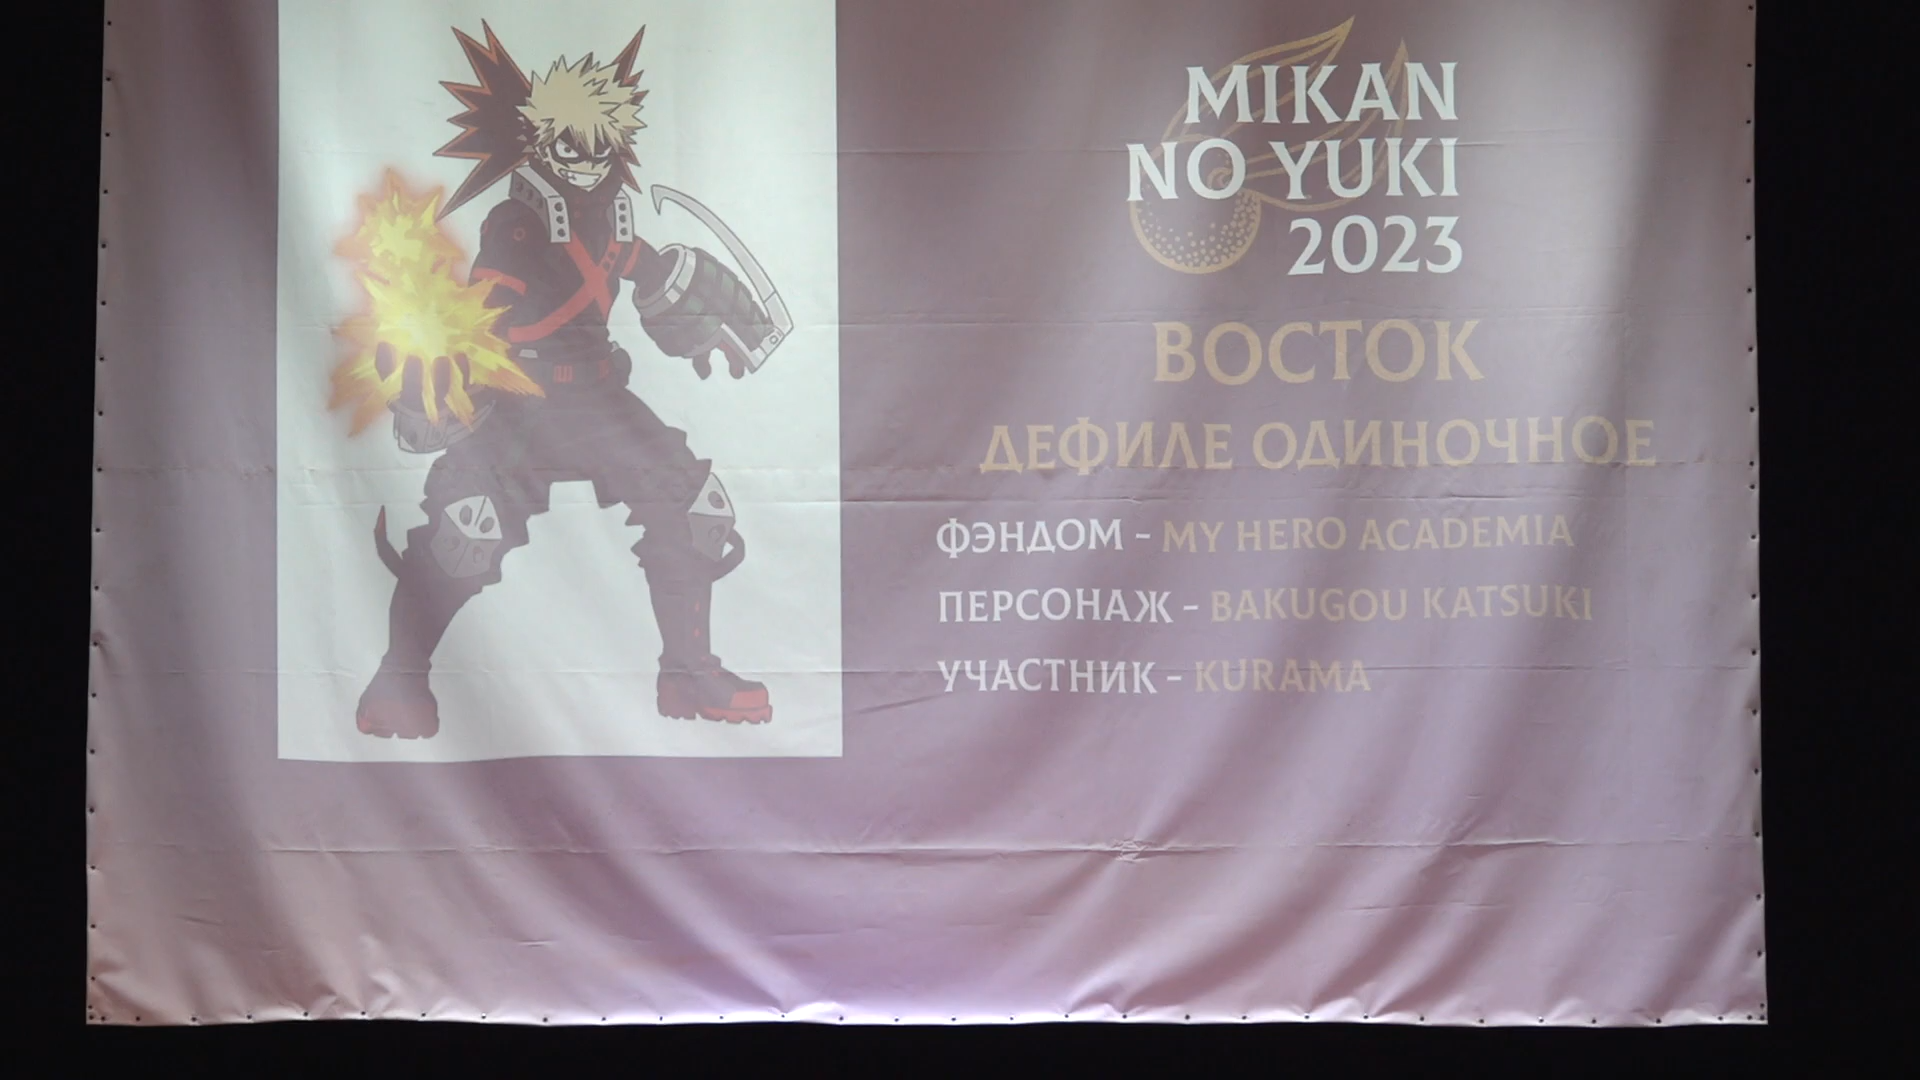 MIKAN
NO YUKI
2023
ВОСТОК
ДЕФИЛЕ ОДИНОЧНОЕ
ФЭНДОМ - MY HERO ACADEMIA
ПЕРСОНАЖ - BAKUGOU KATSUKI
УЧАСТНИК - KURAMA